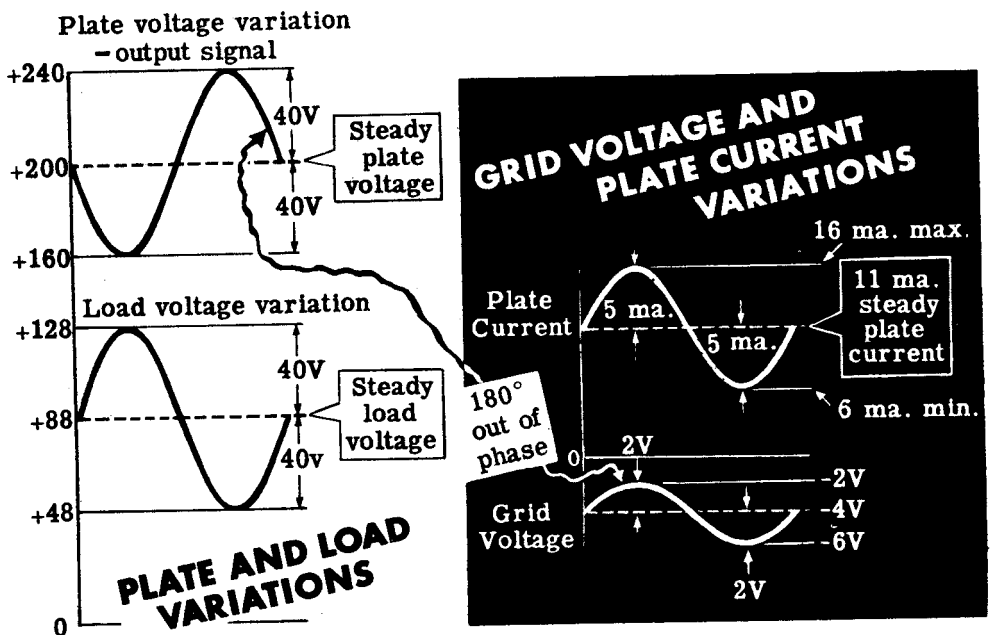 Plate voltage variation
– output signal
+240
40V
Steady
plate
voltage
+200
40V
+160
Load voltage variation
+128
40V
Steady
load
voltage
+88
40v
+48
PLATE AND LOAD
VARIATIONS
0
GRID VOLTAGE AND
PLATE CURRENT
VARIATIONS
16 ma. max.
Plate
Current
5 ma.
5 ma.
11 ma.
steady
plate
current
6 ma. min.
180°
out of
phase
0
2V
-2V
Grid
Voltage
-4V
-6V
2V